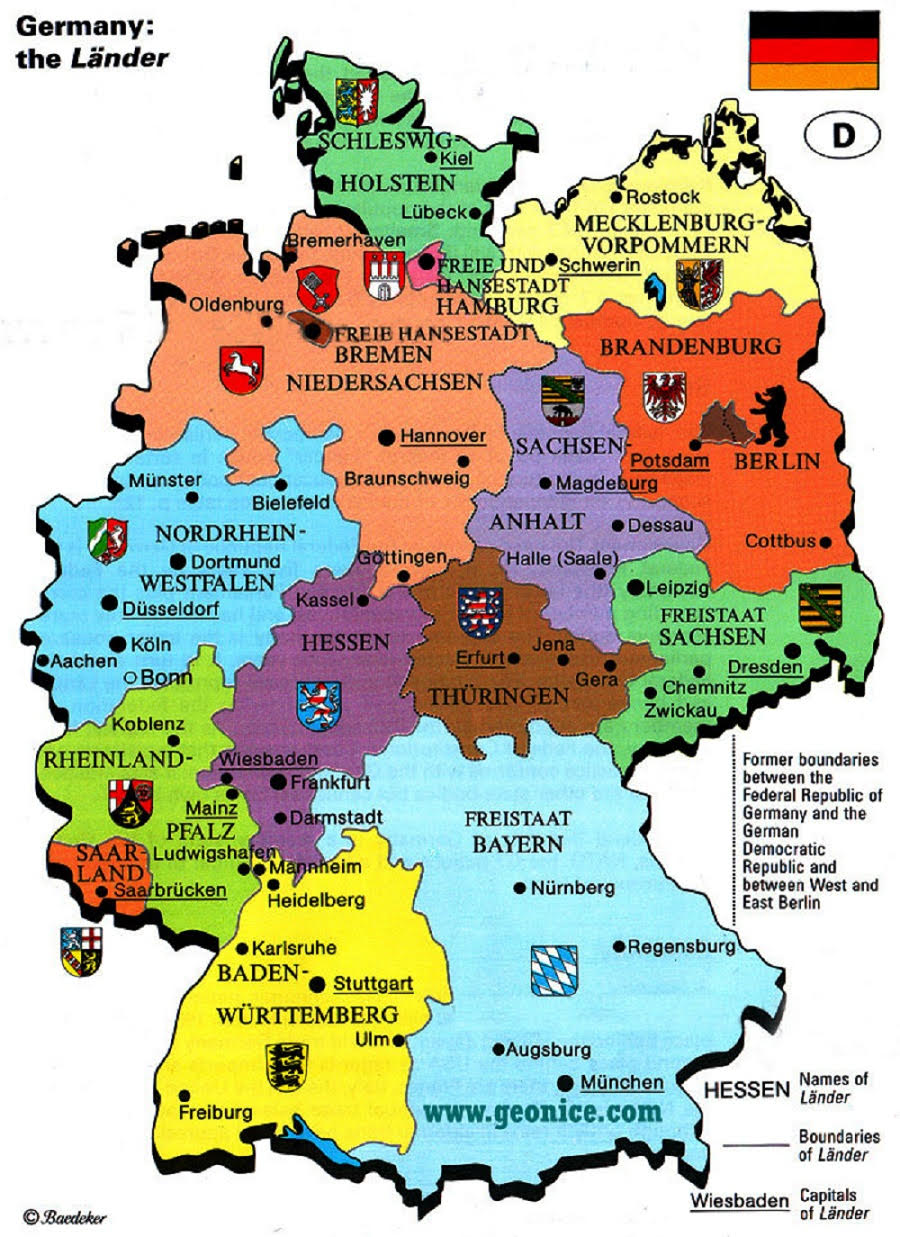 Germany:
the Länder
D
SCHLESWIG-
Kiel
HOLSTEIN
Lübeck
Rostock
MECKLENBURG-
VORPOMMERN
Schwerin
Bremerhaven
FREIE UND
HANSESTADT
HAMBURG
Oldenburg
FREIE HANSESTADT
BREMEN
NIEDERSACHSEN
BRANDENBURG
Hannover
Braunschweig
SACHSEN-
Potsdam
BERLIN
Magdeburg
Münster
Bielefeld
ANHALT
Dessau
NORDRHEIN-
Cottbus
Göttingen
Halle (Saale)
Dortmund
WESTFALEN
Leipzig
Kassel
Düsseldorf
FREISTAAT
SACHSEN
HESSEN
Köln
Jena
Aachen
Erfurt
Dresden
Bonn
Gera
Chemnitz
THÜRINGEN
Zwickau
Koblenz
RHEINLAND-
Wiesbaden
Frankfurt
Mainz
Darmstadt
PFALZ
FREISTAAT
BAYERN
SAAR-
LAND
Ludwigshafen
Mannheim
Saarbrücken
Heidelberg
Nürnberg
Karlsruhe
Regensburg
BADEN-
Stuttgart
WÜRTTEMBERG
Ulm
Augsburg
München
Freiburg
www.geonice.com
Former boundaries
between the
Federal Republic of
Germany and the
German
Democratic
Republic and
between West and
East Berlin
HESSEN Names of
Länder
Boundaries
of Länder
Wiesbaden Capitals
of Länder
© Baedeker